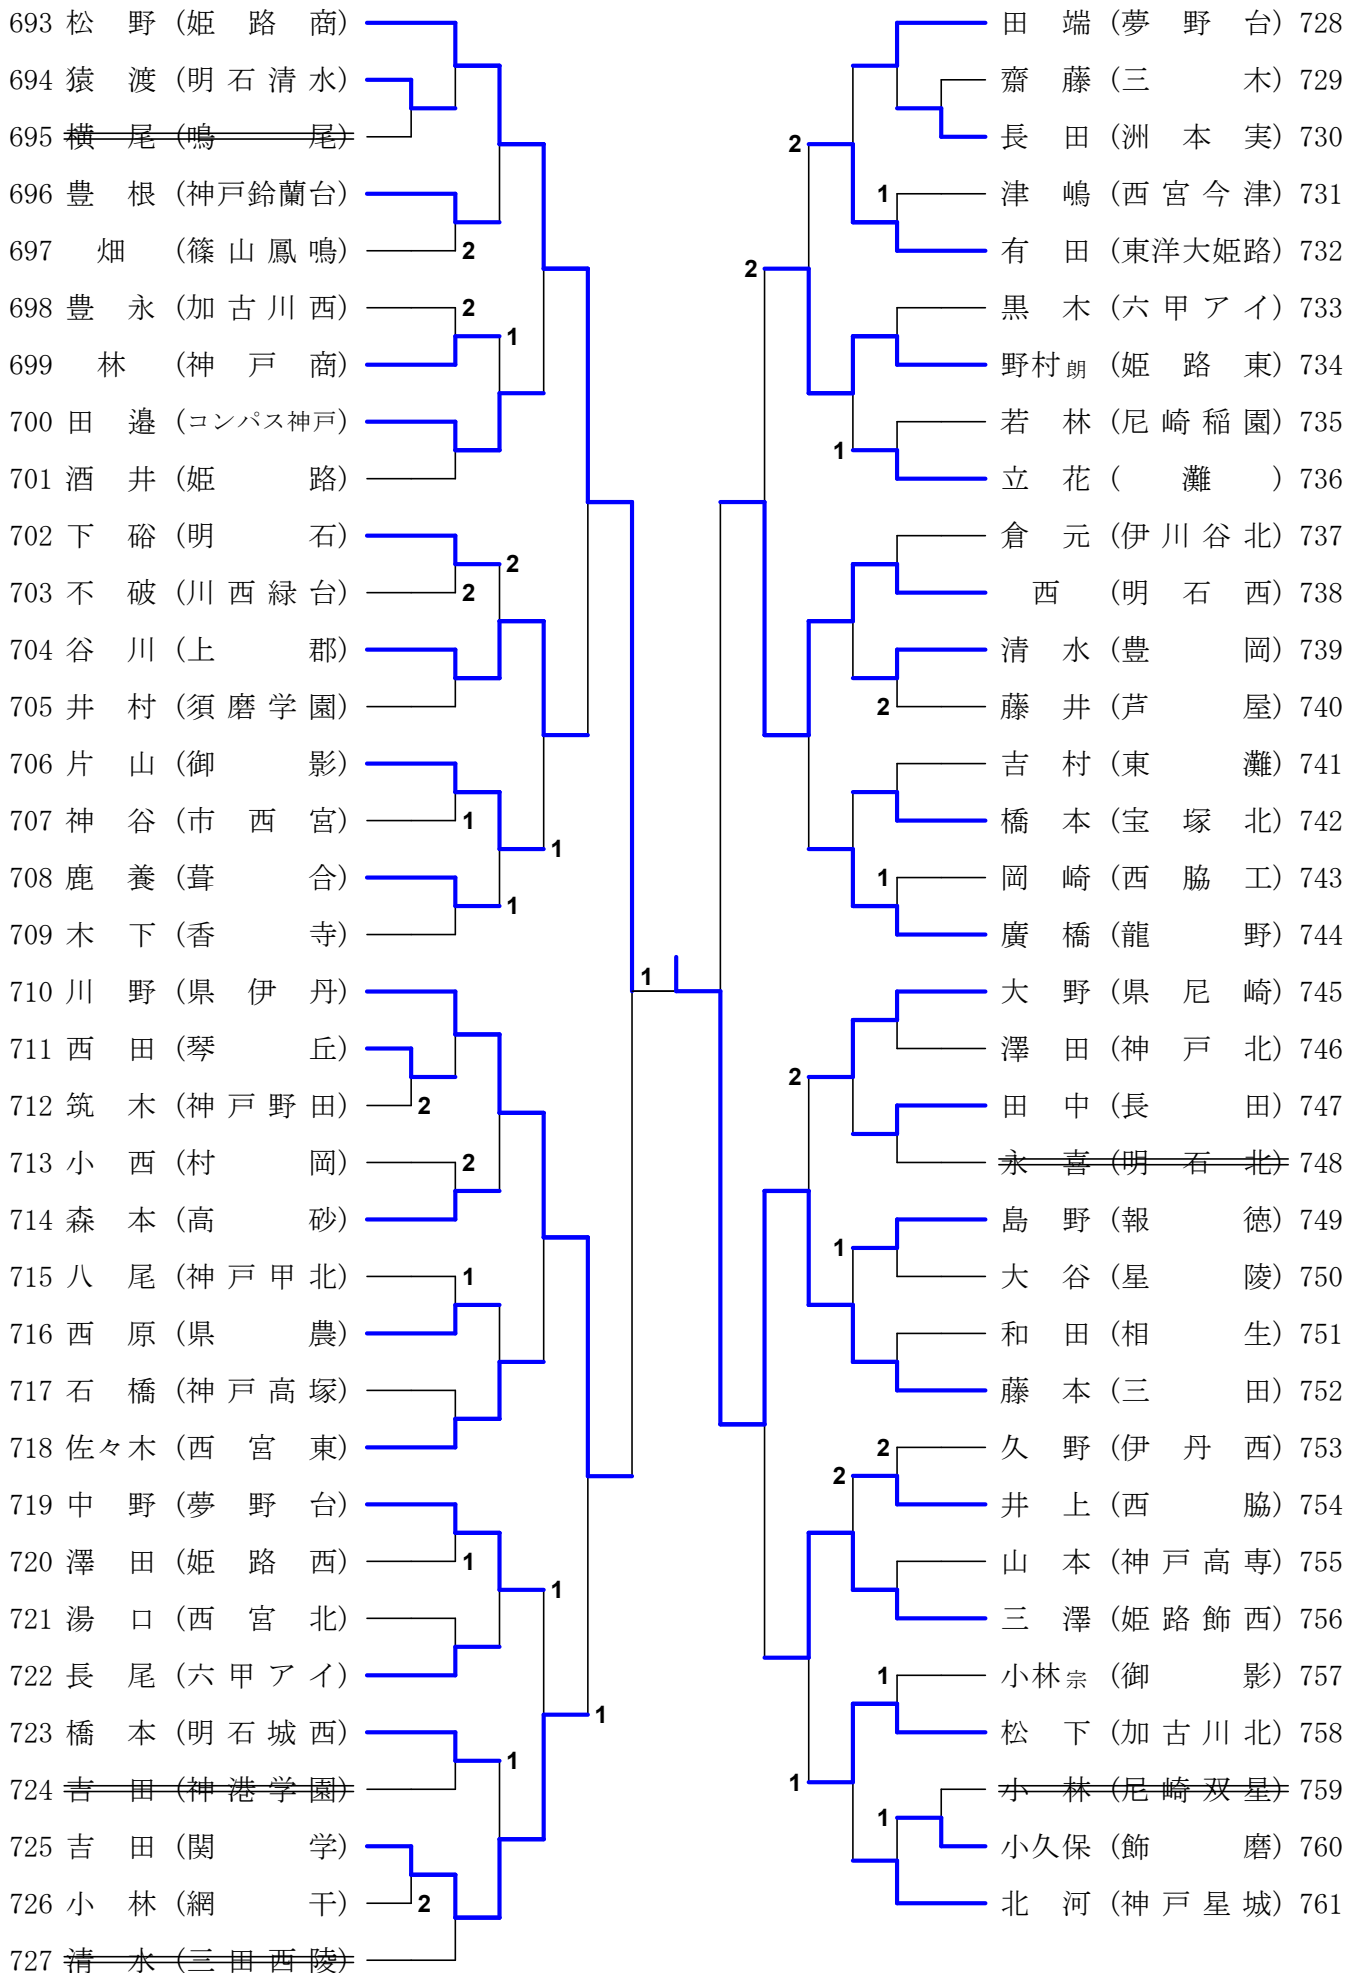 693 松野 (姫路商)
694 猿渡 (明石清水)
695 横尾 (鳴尾)
696 豊根 (神戸鈴蘭台)
697 畑 (篠山鳳鳴) 2
698 豊永 (加古川西) 2
1
699 林 (神戸商)
700 田邉 (コンパス神戸)
701 酒井 (姫路)
702 下硲 (明石)
2
703 不破 (川西緑台) 2
704 谷川 (上郡)
705 井村 (須磨学園)
706 片山 (御影)
707 神谷 (市西宮) 1
1
708 鹿養 (葺合)
1
709 木下 (香寺)
710 川野 (県伊丹)
711 西田 (琴丘)
712 筑木 (神戸野田) 2
713 小西 (村岡) 2
714 森本 (高砂)
715 八尾 (神戸甲北) 1
716 西原 (県農)
717 石橋 (神戸高塚)
718 佐々木 (西宮東)
719 中野 (夢野台)
720 澤田 (姫路西) 1
1
721 湯口 (西宮北)
722 長尾 (六甲アイ)
1
723 橋本 (明石城西)
1
724 吉田 (神港学園)
725 吉田 (関学)
726 小林 (網干) 2
727 清水 (三田西陵)
1
田端 (夢野台) 728
齋藤 (三木) 729
長田 (洲本実) 730
2
1 津嶋 (西宮今津) 731
有田 (東洋大姫路) 732
2
黒木 (六甲アイ) 733
野村朗 (姫路東) 734
若林 (尼崎稲園) 735
1
立花 (灘) 736
倉元 (伊川谷北) 737
西 (明石西) 738
清水 (豊岡) 739
2 藤井 (芦屋) 740
吉村 (東灘) 741
橋本 (宝塚北) 742
1 岡崎 (西脇工) 743
廣橋 (龍野) 744
大野 (県尼崎) 745
澤田 (神戸北) 746
2
田中 (長田) 747
永喜 (明石北) 748
島野 (報徳) 749
1
大谷 (星陵) 750
和田 (相生) 751
藤本 (三田) 752
2 久野 (伊丹西) 753
2
井上 (西脇) 754
山本 (神戸高専) 755
三澤 (姫路飾西) 756
1 小林宗 (御影) 757
松下 (加古川北) 758
1
小林 (尼崎双星) 759
1
小久保 (飾磨) 760
北河 (神戸星城) 761